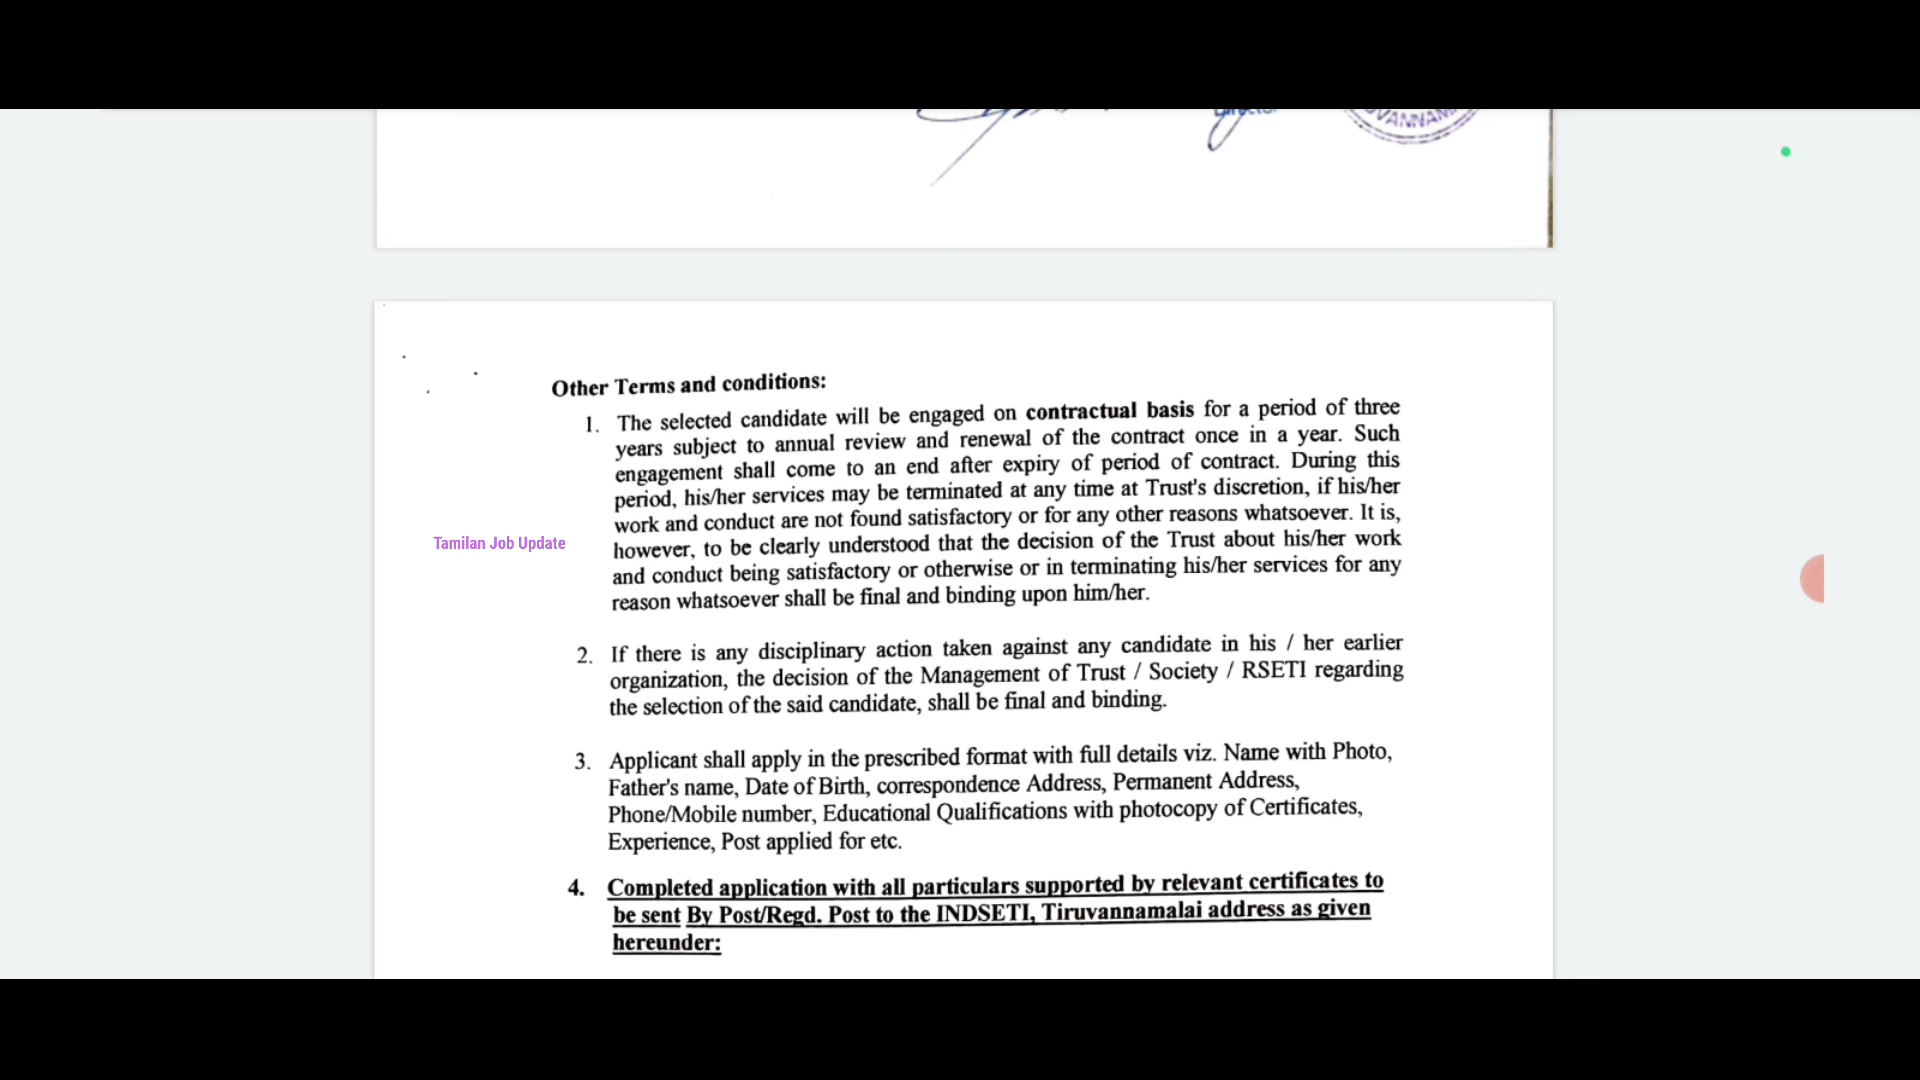 Director
VANNAM
Other Terms and conditions:
1. The selected candidate will be engaged on contractual basis for a period of three
years subject to annual review and renewal of the contract once in a year. Such
engagement shall come to an end after expiry of period of contract. During this
period, his/her services may be terminated at any time at Trust's discretion, if his/her
work and conduct are not found satisfactory or for any other reasons whatsoever. It is,
Tamilan Job Update
however, to be clearly understood that the decision of the Trust about his/her work
and conduct being satisfactory or otherwise or in terminating his/her services for any
reason whatsoever shall be final and binding upon him/her.
2. If there is any disciplinary action taken against any candidate in his / her earlier
organization, the decision of the Management of Trust / Society / RSETI regarding
the selection of the said candidate, shall be final and binding.
3. Applicant shall apply in the prescribed format with full details viz. Name with Photo,
Father's name, Date of Birth, correspondence Address, Permanent Address,
Phone/Mobile number, Educational Qualifications with photocopy of Certificates,
Experience, Post applied for etc.
4. Completed application with all particulars supported by relevant certificates to
be sent By Post/Regd. Post to the INDSETI, Tiruvannamalai address as given
hereunder: